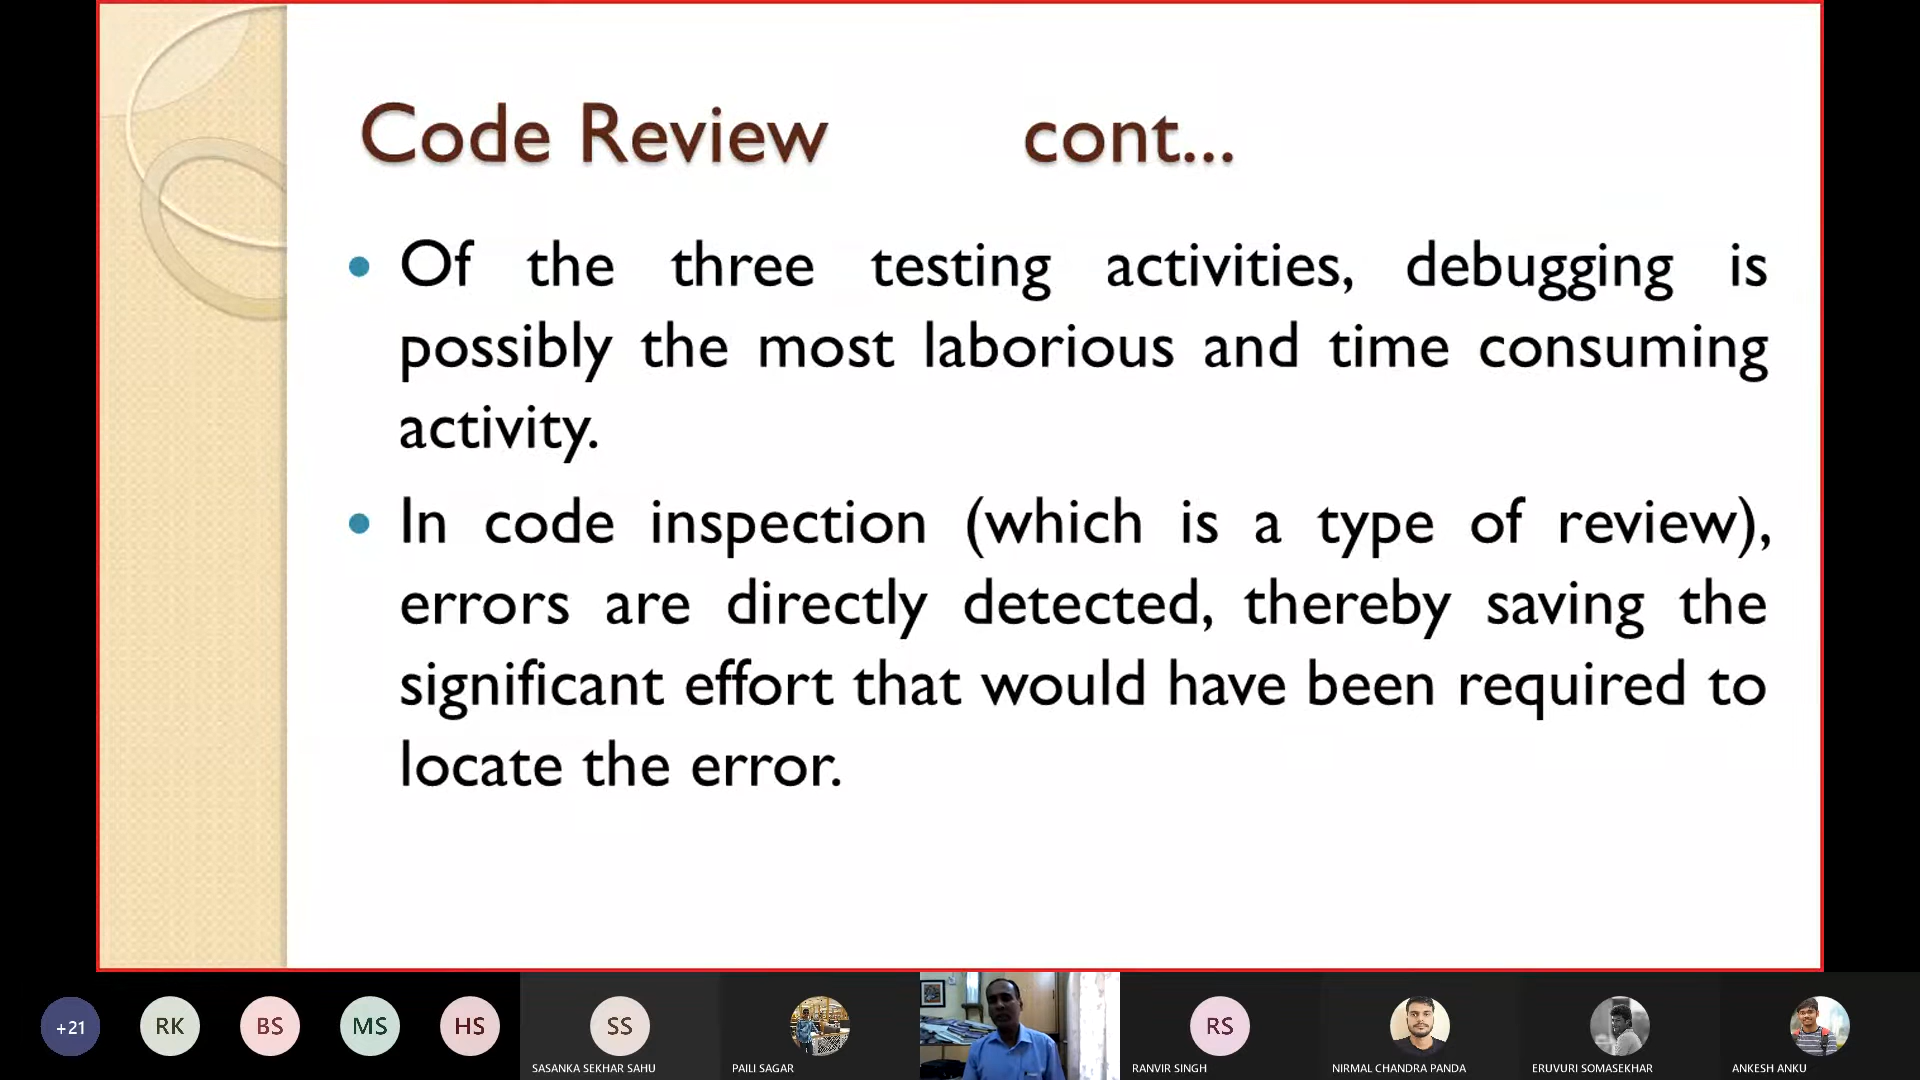 Code Review cont...
• Of the three testing activities, debugging is
possibly the most laborious and time consuming
activity.
• In code inspection (which is a type of review),
errors are directly detected, thereby saving the
significant effort that would have been required to
locate the error.
+21 RK BS MS HS SS RS
SASANKA SEKHAR SAHU PAILI SAGAR RANVIR SINGH NIRMAL CHANDRA PANDA ERUVURI SOMASEKHAR ANKESH ANKU